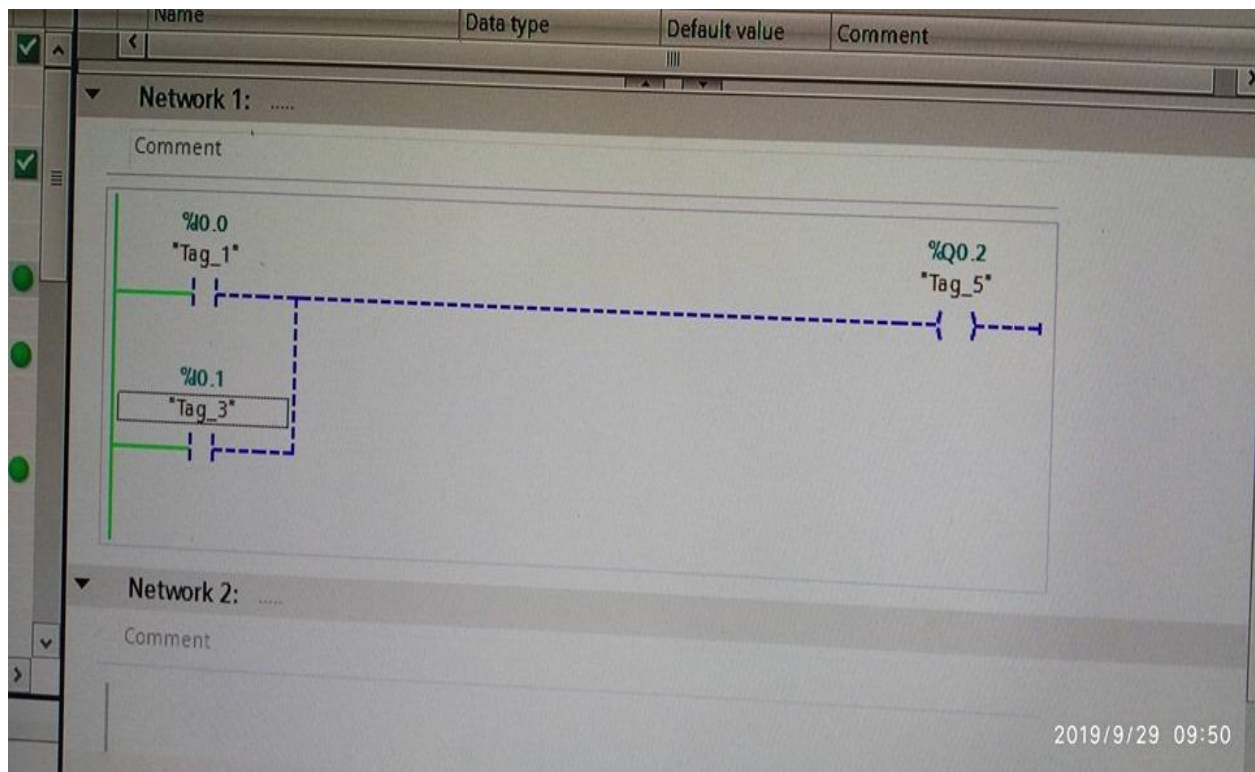 Name
Data type
Default value
Comment
Network 1: .....
Comment
%I0.0
"Tag_1"
%Q0.2
"Tag_5"
%I0.1
"Tag_3"
Network 2: .....
Comment
2019/9/29 09:50